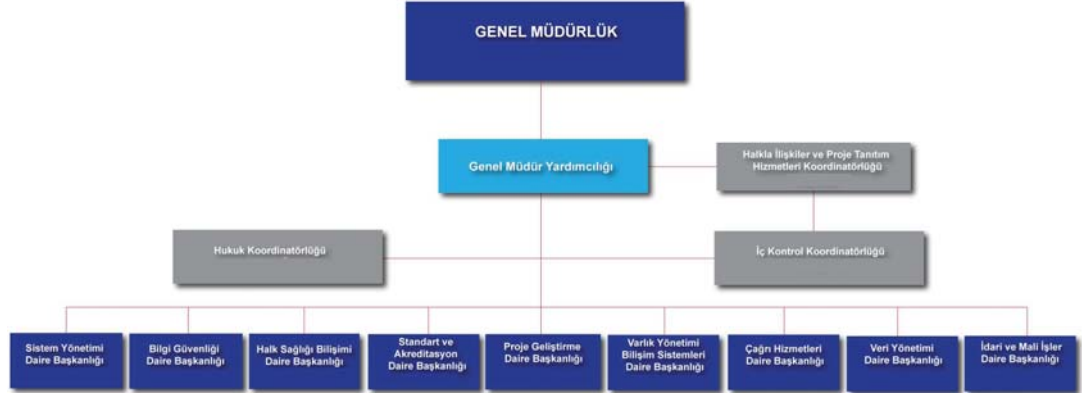 GENEL MÜDÜRLÜK
Genel Müdür Yardımcılığı
Halkla İlişkiler ve Proje Tanıtım
Hizmetleri Koordinatörlüğü
Hukuk Koordinatörlüğü
İç Kontrol Koordinatörlüğü
Sistem Yönetimi
Daire Başkanlığı
Bilgi Güvenliği
Daire Başkanlığı
Halk Sağlığı Bilişimi
Daire Başkanlığı
Standart ve
Akreditasyon
Daire Başkanlığı
Proje Geliştirme
Daire Başkanlığı
Varlık Yönetimi
Bilişim Sistemleri
Daire Başkanlığı
Çağrı Hizmetleri
Daire Başkanlığı
Veri Yönetimi
Daire Başkanlığı
İdari ve Mali İşler
Daire Başkanlığı